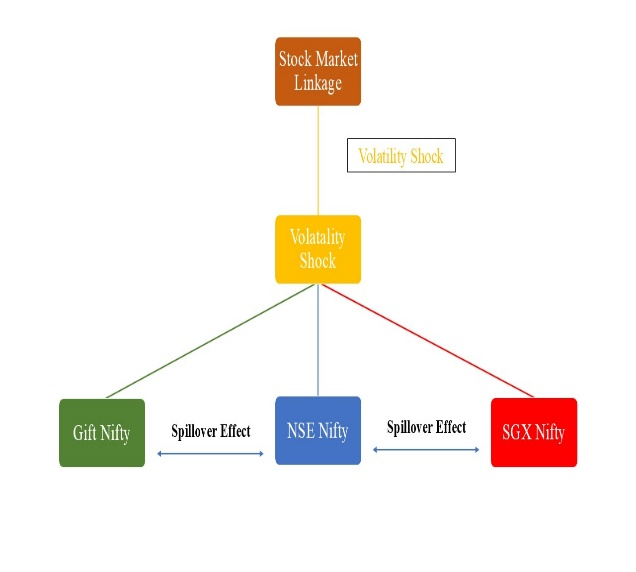 Stock Market
Linkage
Volatility Shock
Volatality
Shock
Gift Nifty
Spillover Effect
NSE Nifty
Spillover Effect
SGX Nifty